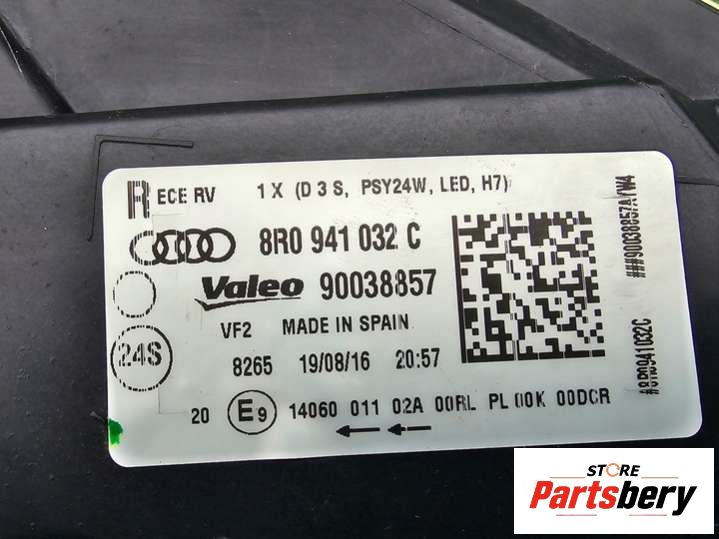 R ECE RV 1 X (D 3 S, PSY24W, LED, H7)
8R0 941 032 C
Valeo 90038857
VF2 MADE IN SPAIN
24S
8265 19/08/16 20:57
20 E9 14060 011 02A 00RL PL 00K 00DCR
###90038857AYW4
#8R0941032C
STORE
Partsbery